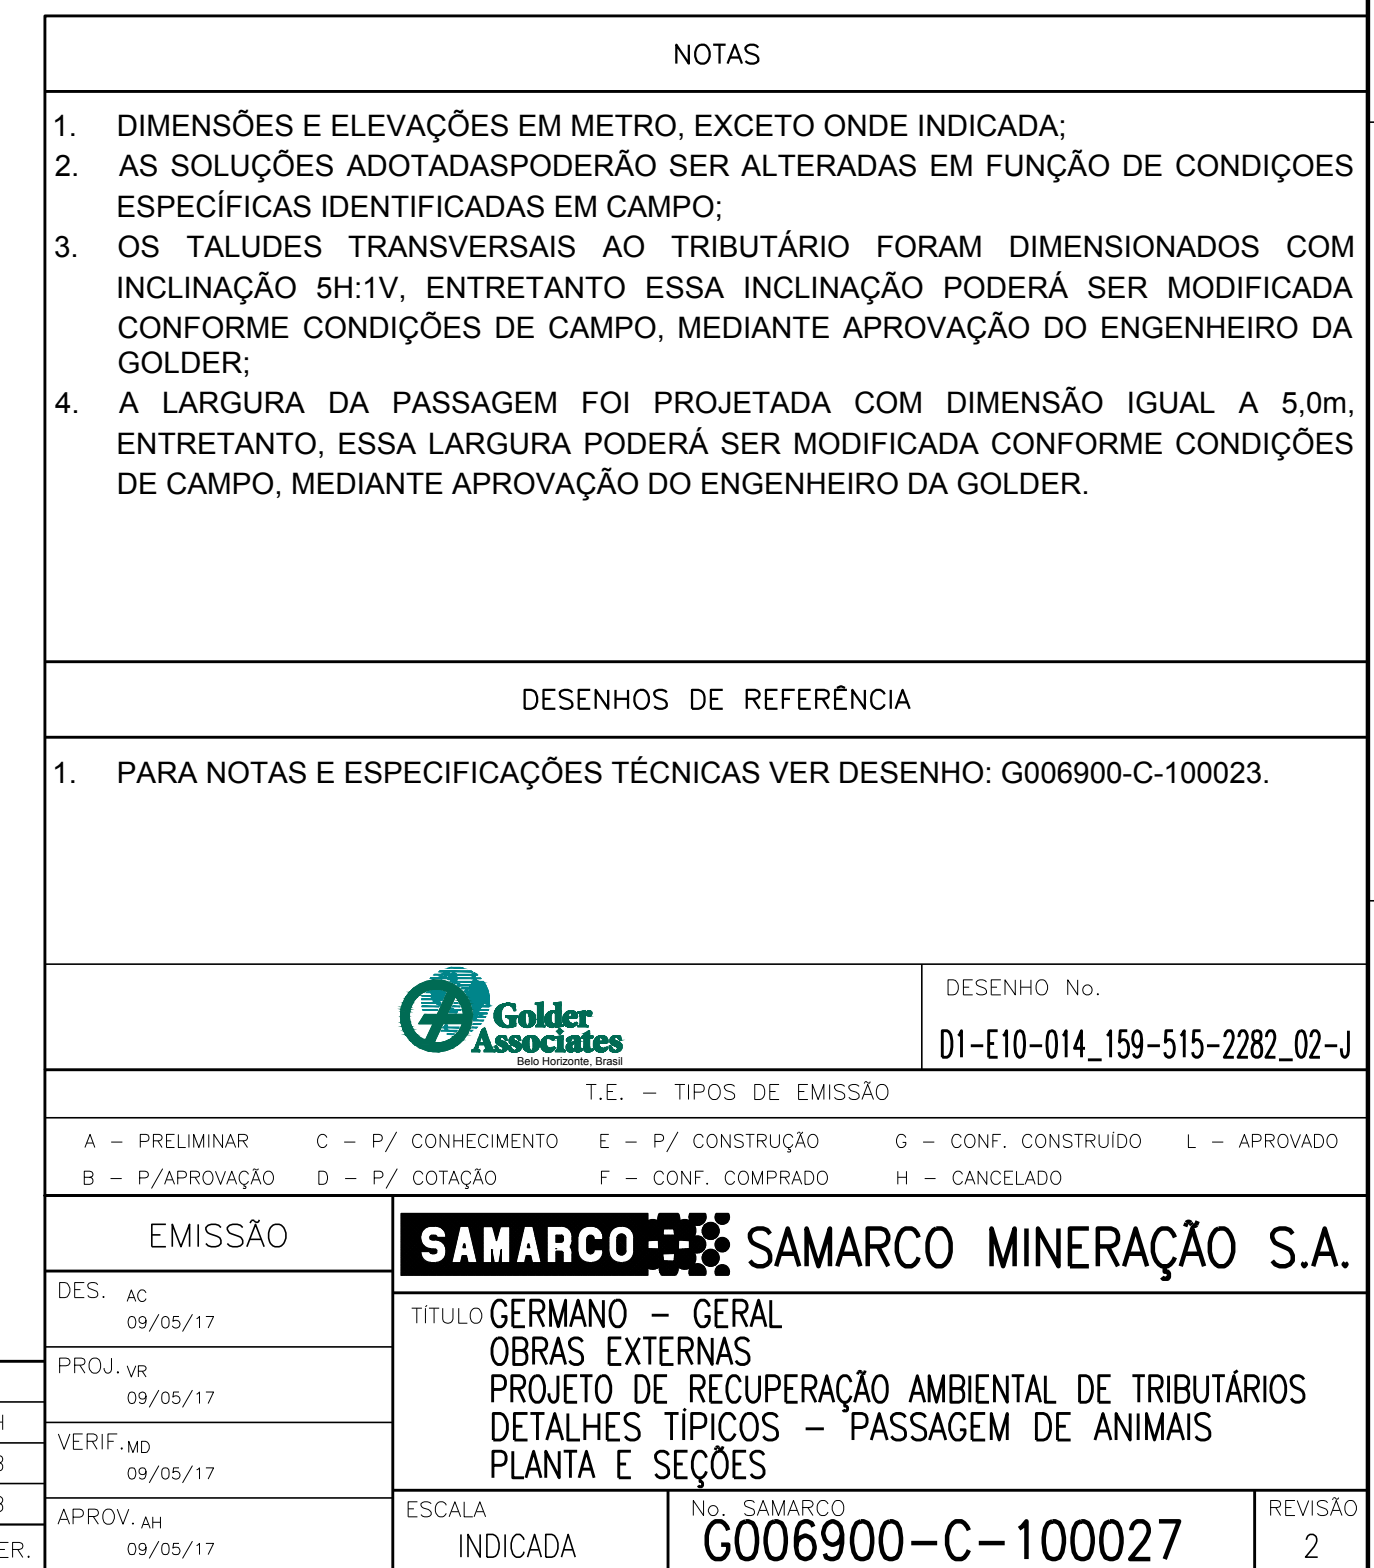 NOTAS
1. DIMENSÕES E ELEVAÇÕES EM METRO, EXCETO ONDE INDICADA;
2. AS SOLUÇÕES ADOTADASPODERÃO SER ALTERADAS EM FUNÇÃO DE CONDIÇOES
ESPECÍFICAS IDENTIFICADAS EM CAMPO;
3. OS TALUDES TRANSVERSAIS AO TRIBUTÁRIO FORAM DIMENSIONADOS COM
INCLINAÇÃO 5H:1V, ENTRETANTO ESSA INCLINAÇÃO PODERÁ SER MODIFICADA
CONFORME CONDIÇÕES DE CAMPO, MEDIANTE APROVAÇÃO DO ENGENHEIRO DA
GOLDER;
4. A LARGURA DA PASSAGEM FOI PROJETADA COM DIMENSÃO IGUAL A 5,0m,
ENTRETANTO, ESSA LARGURA PODERÁ SER MODIFICADA CONFORME CONDIÇÕES
DE CAMPO, MEDIANTE APROVAÇÃO DO ENGENHEIRO DA GOLDER.
DESENHOS DE REFERÊNCIA
1. PARA NOTAS E ESPECIFICAÇÕES TÉCNICAS VER DESENHO: G006900-C-100023.
Golder
Associates
Belo Horizonte, Brasil
DESENHO No.
D1-E10-014_159-515-2282_02-J
T.E. - TIPOS DE EMISSÃO
A - PRELIMINAR C - P/ CONHECIMENTO E - P/ CONSTRUÇÃO G - CONF. CONSTRUÍDO L - APROVADO
B - P/APROVAÇÃO D - P/ COTAÇÃO F - CONF. COMPRADO H - CANCELADO
EMISSÃO
SAMARCO SAMARCO MINERAÇÃO S.A.
DES. AC
09/05/17
PROJ. VR
09/05/17
VERIF. MD
09/05/17
APROV. AH
09/05/17
TÍTULO GERMANO - GERAL
OBRAS EXTERNAS
PROJETO DE RECUPERAÇÃO AMBIENTAL DE TRIBUTÁRIOS
DETALHES TÍPICOS - PASSAGEM DE ANIMAIS
PLANTA E SEÇÕES
ESCALA
INDICADA
No. SAMARCO
G006900-C-100027
REVISÃO
2
ER.